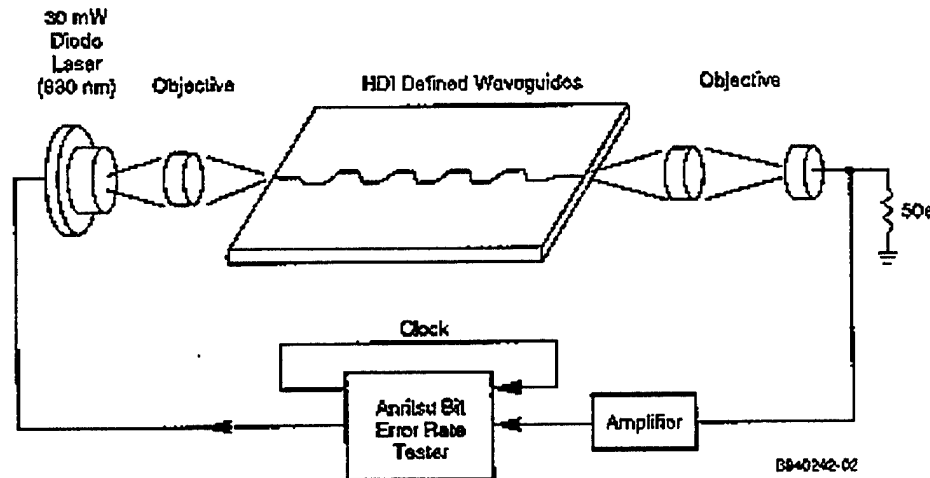 30 mW
Diode
Laser
(830 nm)
Objective
HDI Defined Waveguides
Objective
Clock
Anritsu Bit
Error Rate
Tester
Amplifier
B940242-02